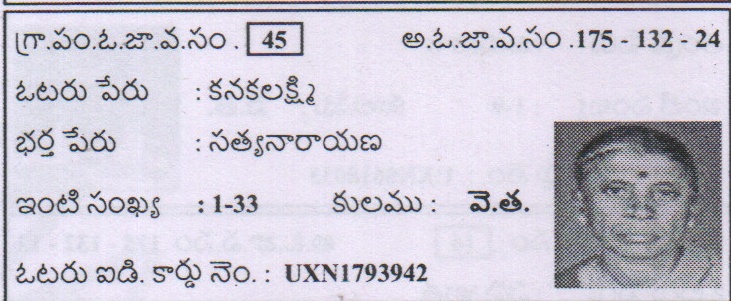 గ్రా.పం.ఓ.జా.వ.సం . 45 అ.ఓ.జా.వ.సం .175 - 132 - 24
ఓటరు పేరు : కనకలక్ష్మి
భర్త పేరు : సత్యనారాయణ
ఇంటి సంఖ్య : 1-33 కులము : వె.త.
ఓటరు ఐడి. కార్డు నెం. : UXN1793942